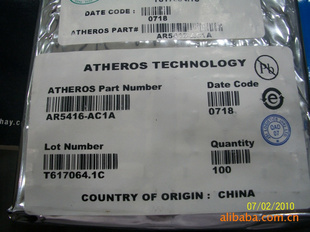 DATE CODE :
0718
ATHEROS PART#
hay.
ATHEROS TECHNOLOGY
ATHEROS Part Number
Date Code
AR5416-AC1A
0718
Lot Number
Quantity
T617064.1C
100
COUNTRY OF ORIGIN : CHINA
07/02/2010
alibaba.com.cn